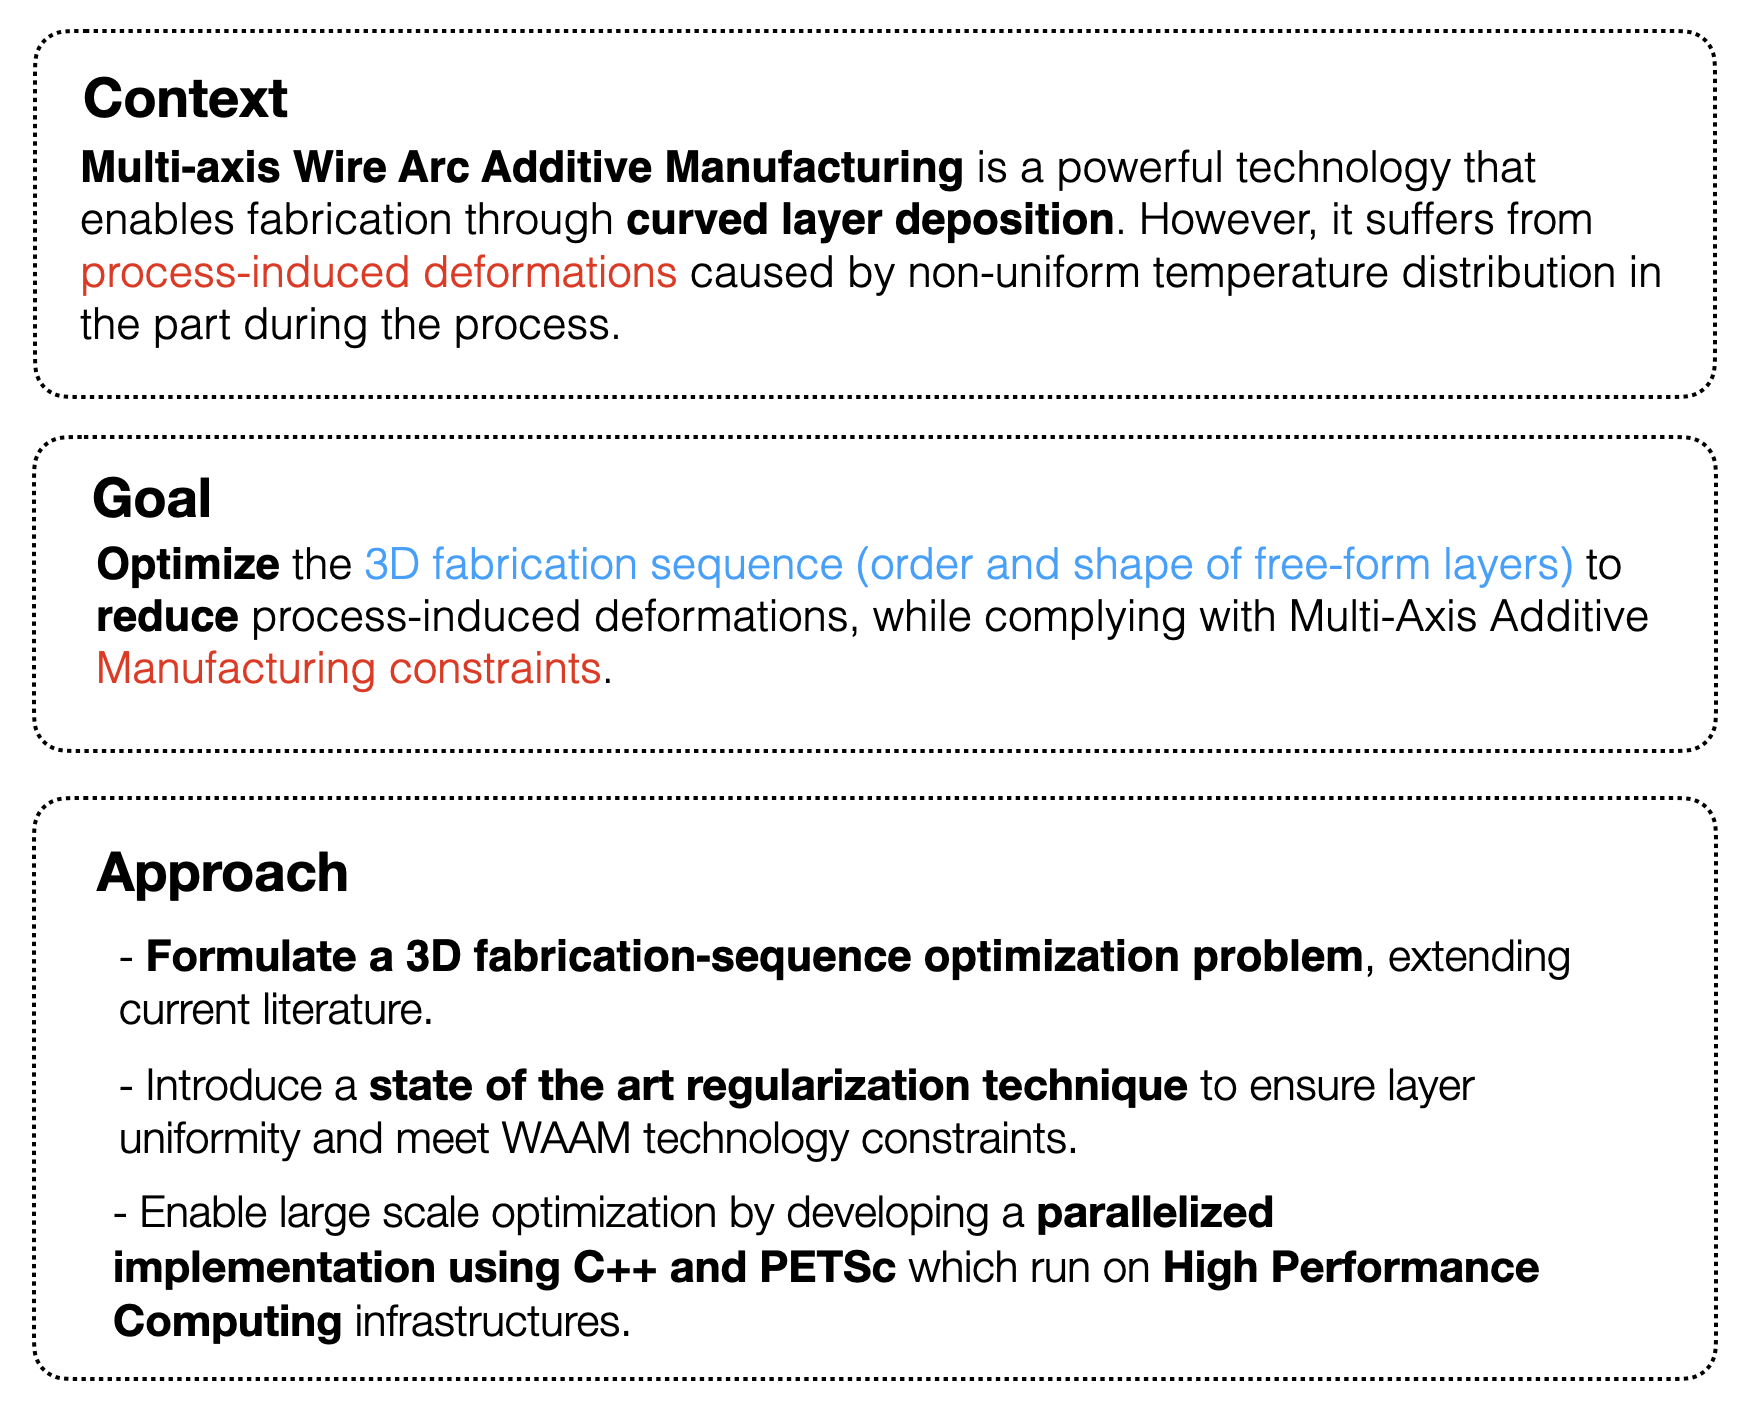 Context
Multi-axis Wire Arc Additive Manufacturing is a powerful technology that
enables fabrication through curved layer deposition. However, it suffers from
process-induced deformations caused by non-uniform temperature distribution in
the part during the process.
Goal
Optimize the 3D fabrication sequence (order and shape of free-form layers) to
reduce process-induced deformations, while complying with Multi-Axis Additive
Manufacturing constraints.
Approach
- Formulate a 3D fabrication-sequence optimization problem, extending
current literature.
- Introduce a state of the art regularization technique to ensure layer
uniformity and meet WAAM technology constraints.
- Enable large scale optimization by developing a parallelized
implementation using C++ and PETSc which run on High Performance
Computing infrastructures.